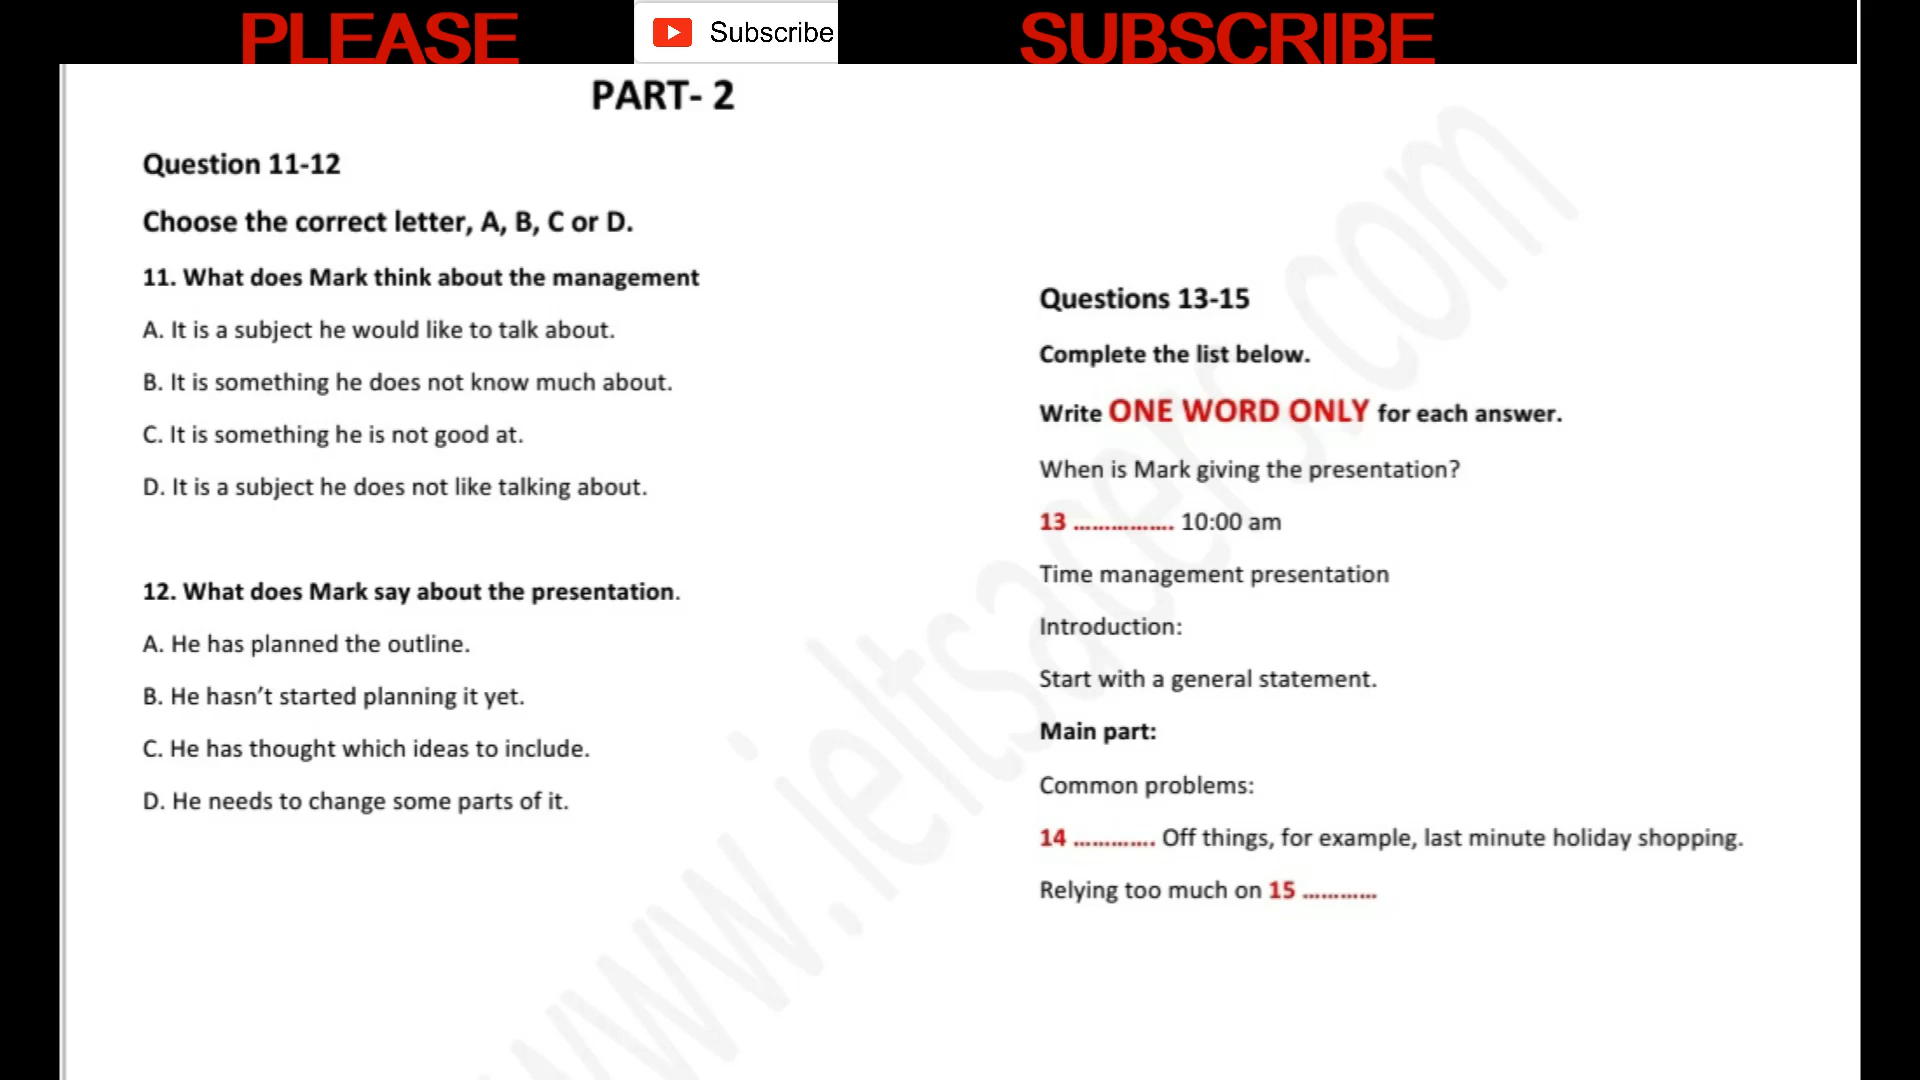 PLEASE
Subscribe
SUBSCRIBE
PART- 2
Question 11-12
Choose the correct letter, A, B, C or D.
11. What does Mark think about the management
A. It is a subject he would like to talk about.
B. It is something he does not know much about.
C. It is something he is not good at.
D. It is a subject he does not like talking about.
12. What does Mark say about the presentation.
A. He has planned the outline.
B. He hasn’t started planning it yet.
C. He has thought which ideas to include.
D. He needs to change some parts of it.
Questions 13-15
Complete the list below.
Write ONE WORD ONLY for each answer.
When is Mark giving the presentation?
13 ................ 10:00 am
Time management presentation
Introduction:
Start with a general statement.
Main part:
Common problems:
14 ............. Off things, for example, last minute holiday shopping.
Relying too much on 15 ............
www.ieltsacers.com